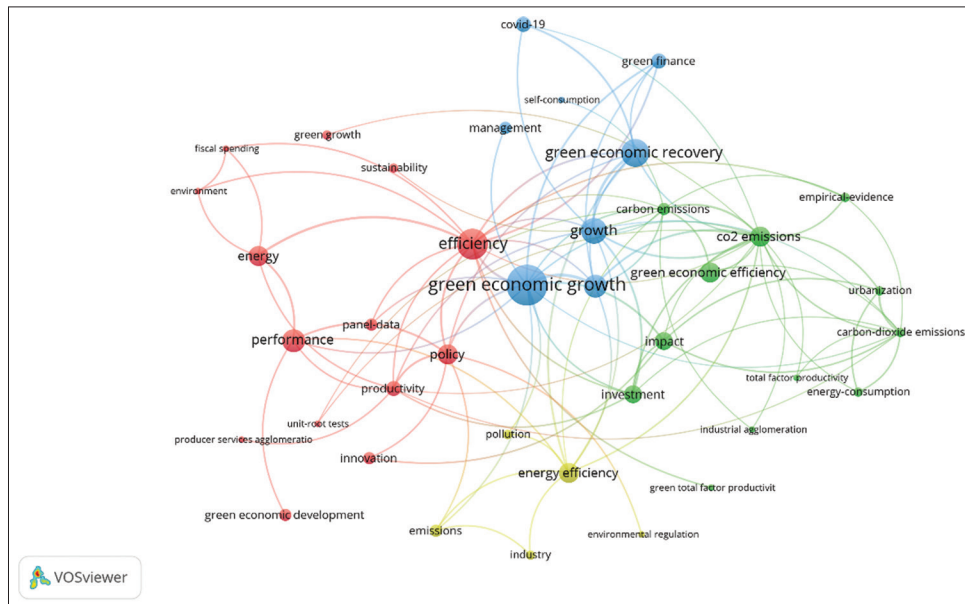 covid-19
green finance
self-consumption
management
green growth
fiscal spending
green economic recovery
sustainability
environment
empirical-evidence
carbon emissions
growth
co2 emissions
efficiency
energy
green economic efficiency
green economic growth
urbanization
panel-data
carbon-dioxide emissions
performance
impact
policy
total factor productivity
productivity
energy-consumption
investment
unit-root tests
industrial agglomeration
pollution
producer services agglomeratio
innovation
energy efficiency
green total factor productivit
green economic development
emissions
environmental regulation
industry
VOSviewer